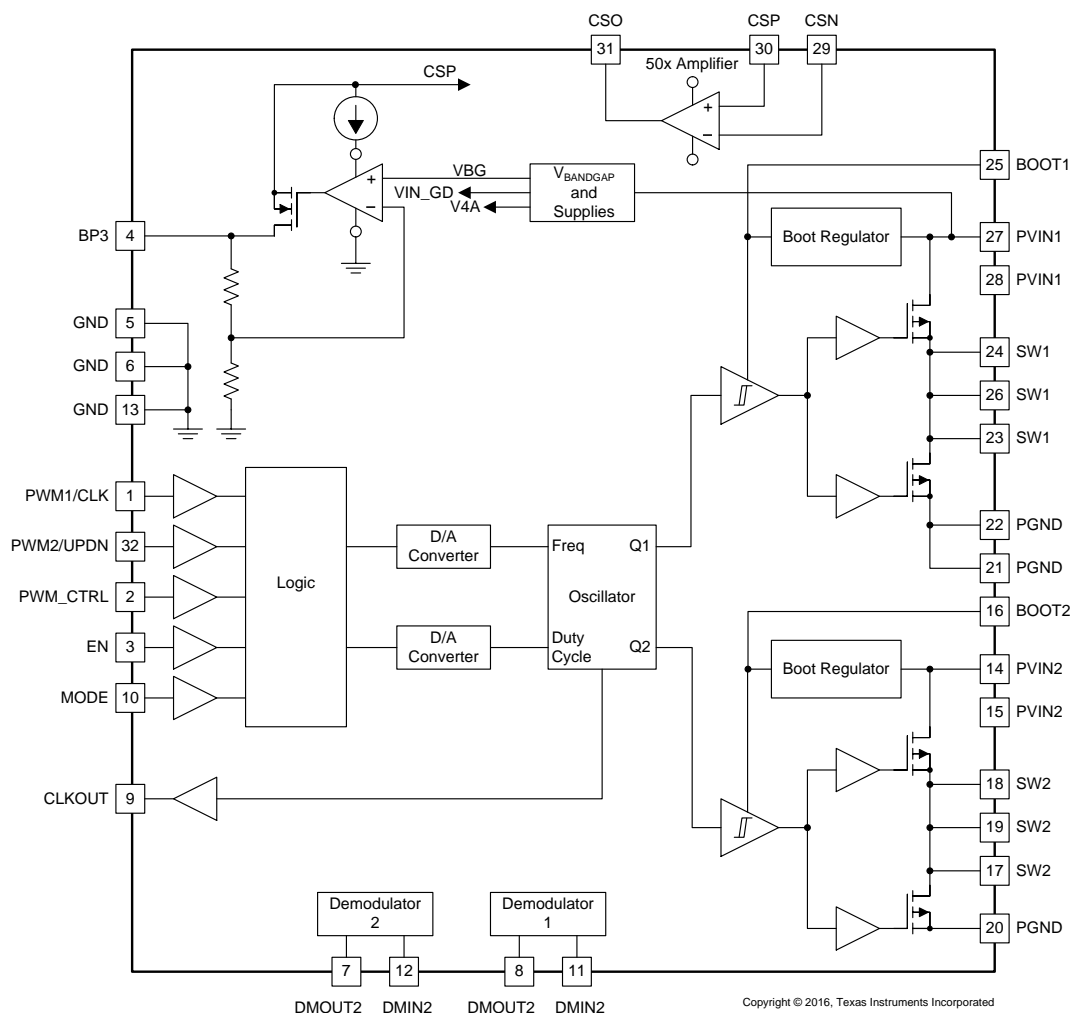 CSO
CSP
CSN
31
30
29
50x Amplifier
CSP
+
−
25
BOOT1
VBG
VIN_GD
V4A
VBANDGAP
and
Supplies
+
−
BP3
4
Boot Regulator
27
PVIN1
28
PVIN1
GND
5
GND
6
GND
13
24
SW1
26
SW1
23
SW1
22
PGND
21
PGND
PWM1/CLK
1
PWM2/UPDN
32
PWM_CTRL
2
EN
3
MODE
10
Logic
D/A
Converter
D/A
Converter
Freq
Q1
Oscillator
Duty
Cycle
Q2
16
BOOT2
Boot Regulator
14
PVIN2
15
PVIN2
CLKOUT
9
18
SW2
19
SW2
17
SW2
20
PGND
Demodulator
2
Demodulator
1
7
12
8
11
DMOUT2
DMIN2
DMOUT2
DMIN2
Copyright © 2016, Texas Instruments Incorporated